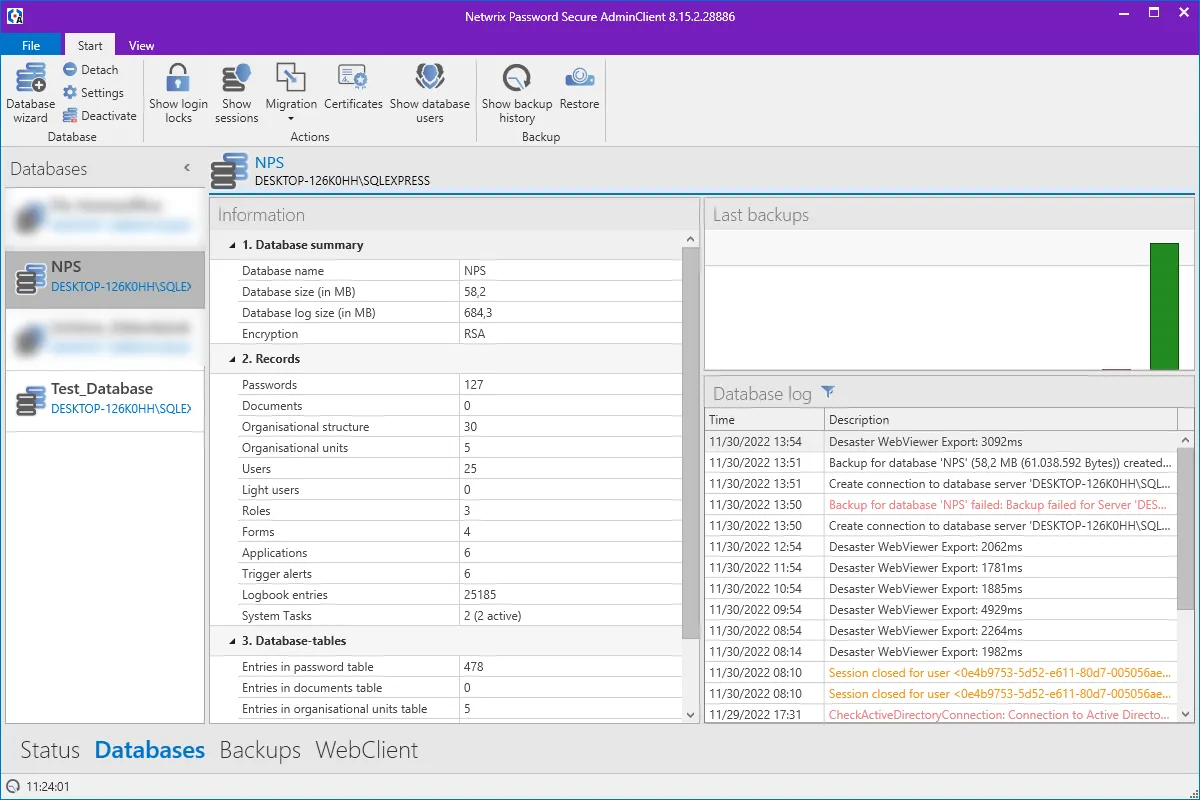 Netwrix Password Secure AdminClient 8.15.2.28886
File Start View
Database wizard
Detach
Settings
Deactivate
Database
Show login locks
Show sessions
Migration
Certificates
Show database users
Actions
Show backup history
Restore
Backup
Databases
NPS
DESKTOP-126K0HH\SQLEX
Test_Database
DESKTOP-126K0HH\SQLEX
NPS
DESKTOP-126K0HH\SQLEXPRESS
Information
1. Database summary
Database name NPS
Database size (in MB) 58,2
Database log size (in MB) 684,3
Encryption RSA
2. Records
Passwords 127
Documents 0
Organisational structure 30
Organisational units 5
Users 25
Light users 0
Roles 3
Forms 4
Applications 6
Trigger alerts 6
Logbook entries 25185
System Tasks 2 (2 active)
3. Database-tables
Entries in password table 478
Entries in documents table 0
Entries in organisational units table 5
Last backups
Database log
Time Description
11/30/2022 13:54 Desaster WebViewer Export: 3092ms
11/30/2022 13:51 Backup for database 'NPS' (58,2 MB (61.038.592 Bytes)) created...
11/30/2022 13:51 Create connection to database server 'DESKTOP-126K0HH\SQL...
11/30/2022 13:50 Backup for database 'NPS' failed: Backup failed for Server 'DES...
11/30/2022 13:50 Create connection to database server 'DESKTOP-126K0HH\SQL...
11/30/2022 12:54 Desaster WebViewer Export: 2062ms
11/30/2022 11:54 Desaster WebViewer Export: 1781ms
11/30/2022 10:54 Desaster WebViewer Export: 1885ms
11/30/2022 09:54 Desaster WebViewer Export: 4929ms
11/30/2022 08:54 Desaster WebViewer Export: 2264ms
11/30/2022 08:14 Desaster WebViewer Export: 1982ms
11/30/2022 08:10 Session closed for user <0e4b9753-5d52-e611-80d7-005056ae...
11/30/2022 08:10 Session closed for user <0e4b9753-5d52-e611-80d7-005056ae...
11/29/2022 17:31 CheckActiveDirectoryConnection: Connection to Active Directo...
Status Databases Backups WebClient
11:24:01